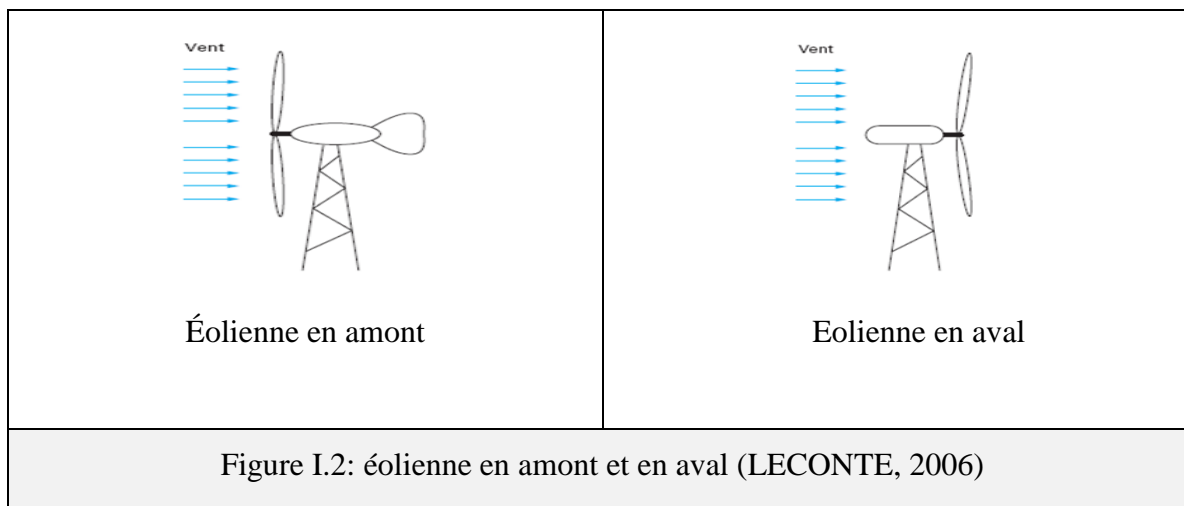 Vent
Éolienne en amont
Vent
Eolienne en aval
Figure I.2: éolienne en amont et en aval (LECONTE, 2006)